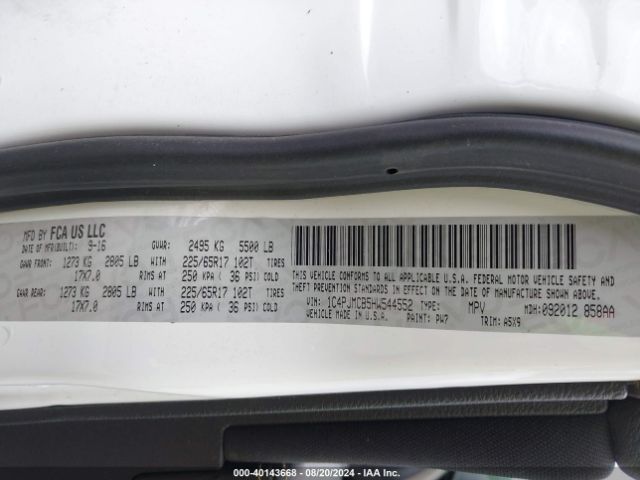 MFD BY FCA US LLC
DATE OF MFR(BUILT): 9-16 GVWR: 2495 KG 5500 LB
GAWR FRONT: 1273 KG 2805 LB WITH 225/65R17 102T TIRES
17X7.0 RIMS AT 250 KPA ( 36 PSI) COLD
GAWR REAR: 1273 KG 2805 LB WITH 225/65R17 102T TIRES
17X7.0 RIMS AT 250 KPA ( 36 PSI) COLD
THIS VEHICLE CONFORMS TO ALL APPLICABLE U.S.A. FEDERAL MOTOR VEHICLE SAFETY AND
THEFT PREVENTION STANDARDS IN EFFECT ON THE DATE OF MANUFACTURE SHOWN ABOVE.
VIN: 1C4PJMCB5HW544552 TYPE: MPV MDH: 092012 858AA
VEHICLE MADE IN U.S.A. PAINT: PW7 TRIM: A5X9
000-40143668 - 08/20/2024 - IAA Inc.